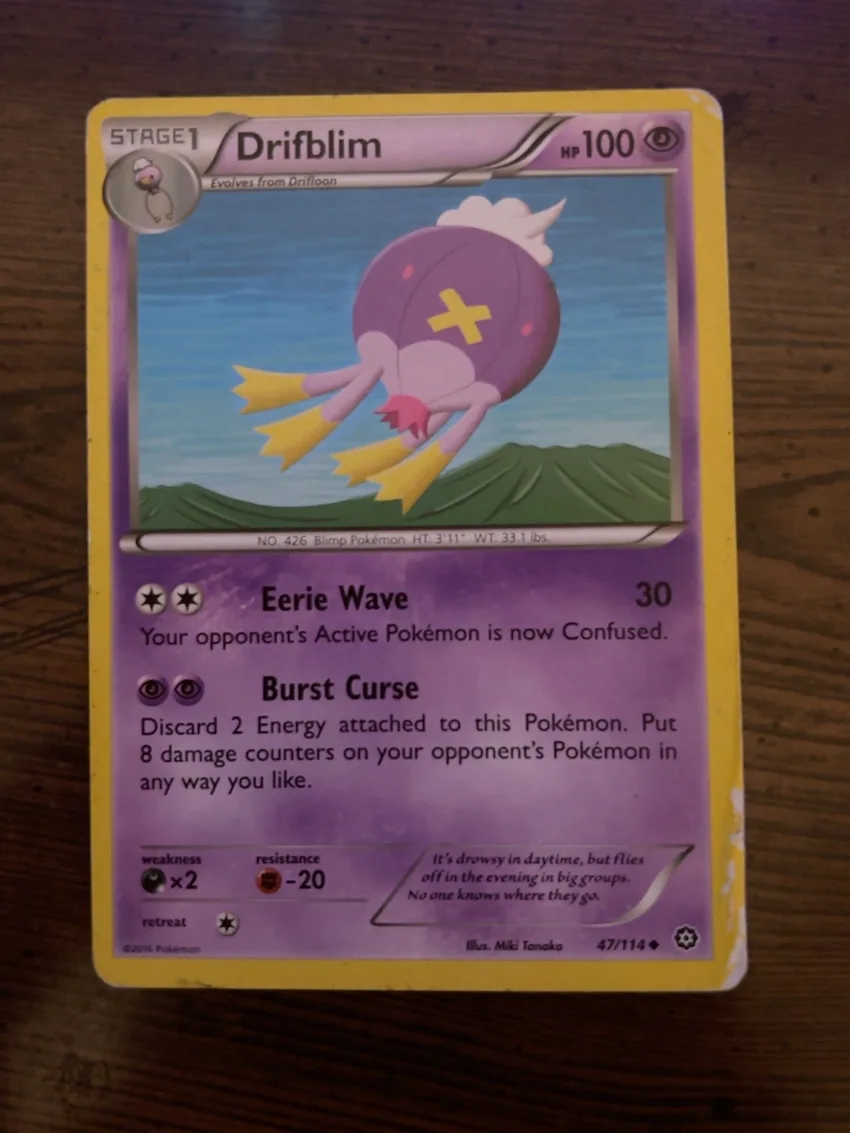 STAGE1 Drifblim HP100
Evolves from Drifloon
NO. 426 Blimp Pokémon HT: 3'11" WT: 33.1 lbs.
Eerie Wave 30
Your opponent's Active Pokémon is now Confused.
Burst Curse
Discard 2 Energy attached to this Pokémon. Put
8 damage counters on your opponent's Pokémon in
any way you like.
weakness resistance
×2 -20
retreat
It's drowsy in daytime, but flies
off in the evening in big groups.
No one knows where they go.
©2016 Pokémon Illus. Miki Tanaka 47/114